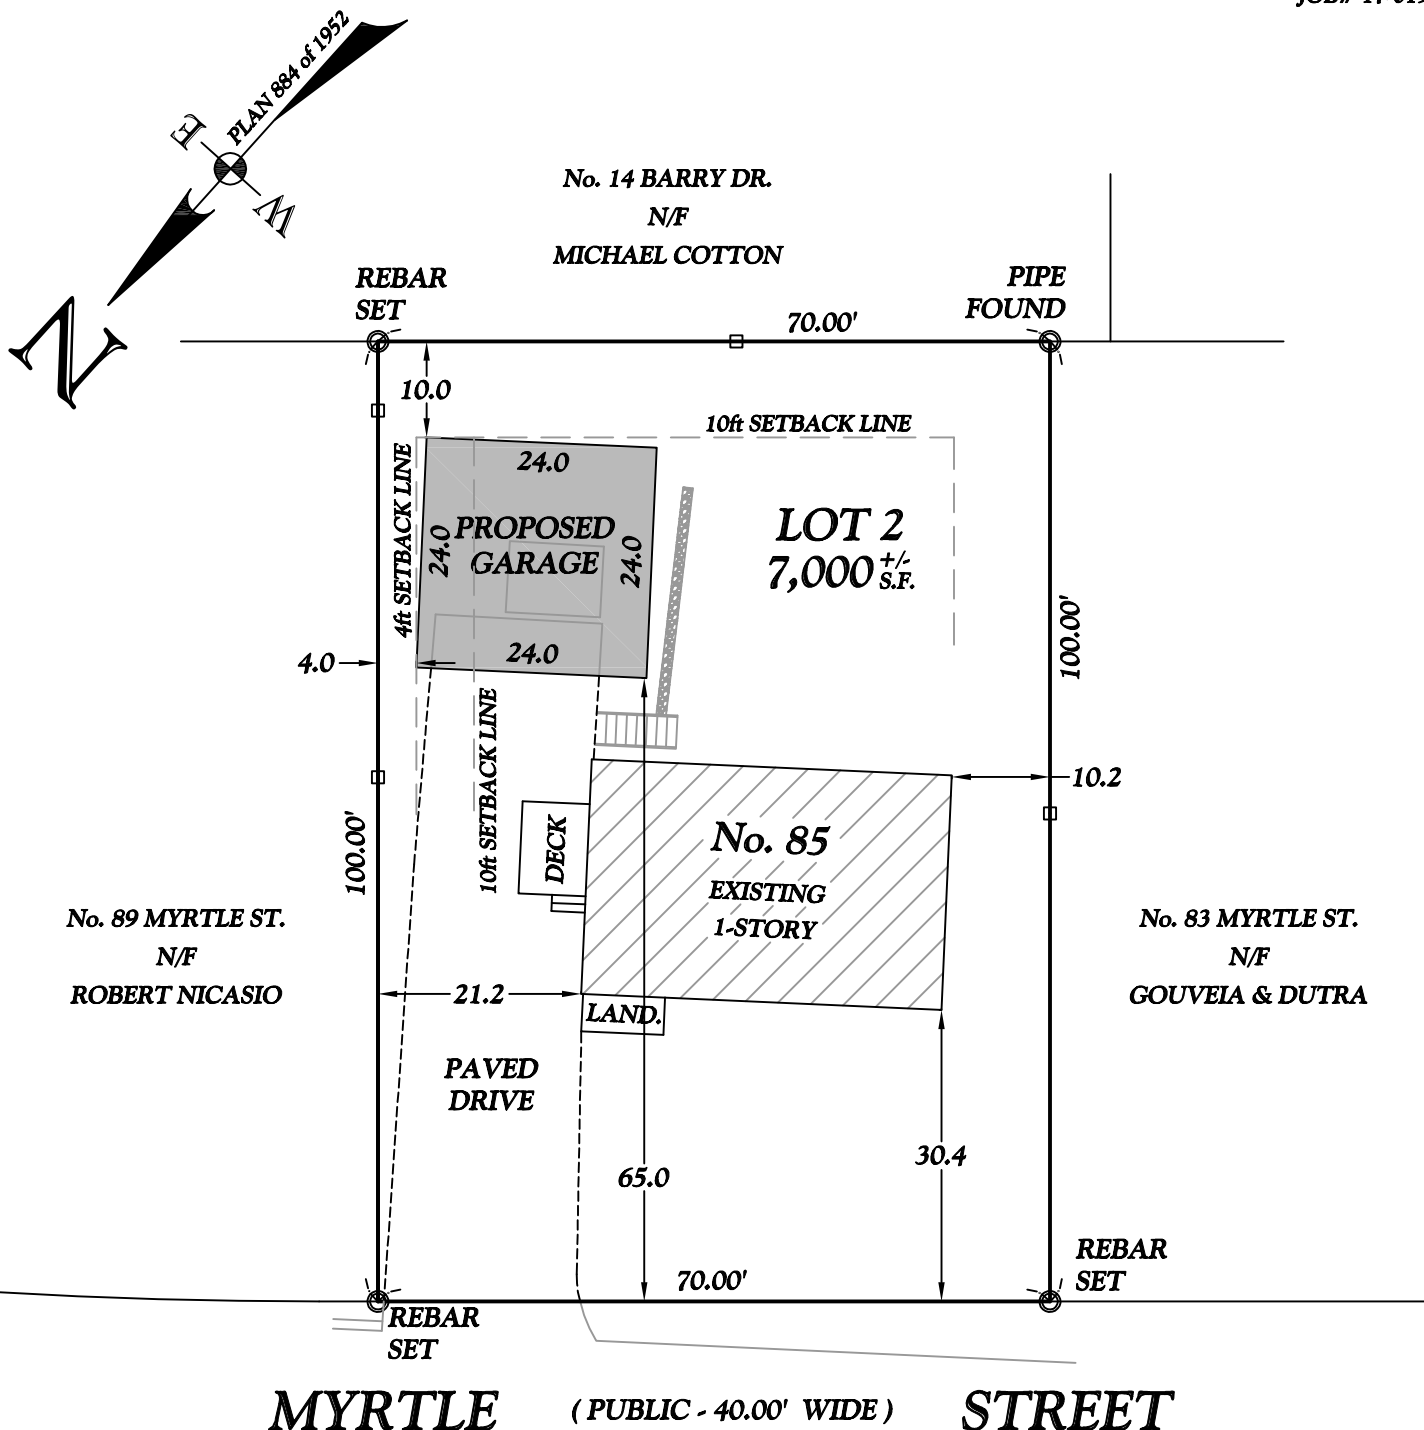 PLAN 884 of 1952
E
W
N
No. 14 BARRY DR.
N/F
MICHAEL COTTON
REBAR
SET
PIPE
FOUND
70.00'
10.0
10ft SETBACK LINE
4ft SETBACK LINE
24.0
24.0
PROPOSED
GARAGE
24.0
24.0
LOT 2
7,000 +/-
S.F.
100.00'
4.0
10ft SETBACK LINE
10.2
100.00'
DECK
No. 85
EXISTING
1-STORY
No. 89 MYRTLE ST.
N/F
ROBERT NICASIO
No. 83 MYRTLE ST.
N/F
GOUVEIA & DUTRA
21.2
LAND.
PAVED
DRIVE
65.0
30.4
70.00'
REBAR
SET
REBAR
SET
MYRTLE ( PUBLIC - 40.00' WIDE ) STREET